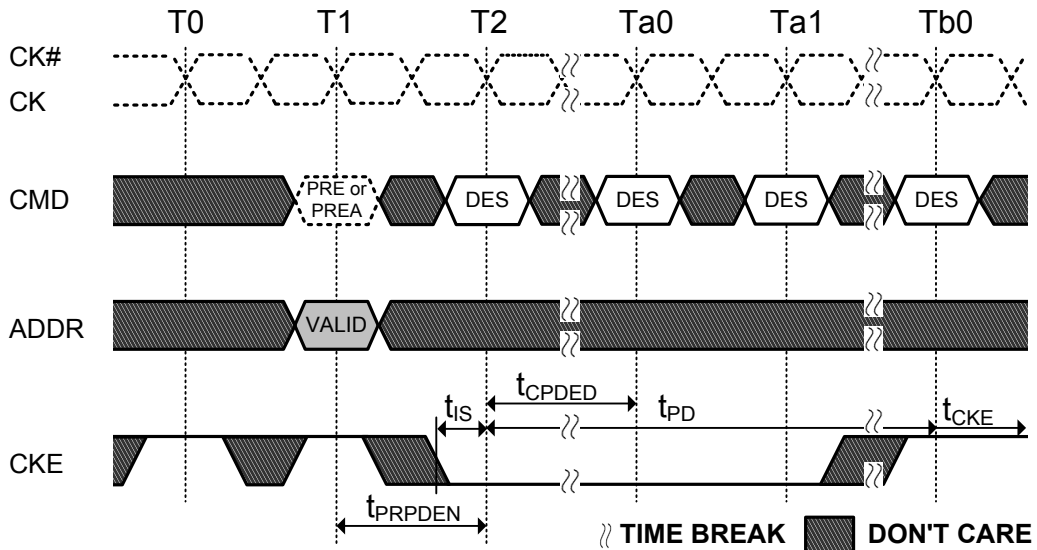 T0 T1 T2 Ta0 Ta1 Tb0
CK#
CK
CMD
PRE or
PREA
DES DES DES DES
ADDR
VALID
tIS tCPDED tPD tCKE
CKE
tPRPDEN
TIME BREAK DON'T CARE